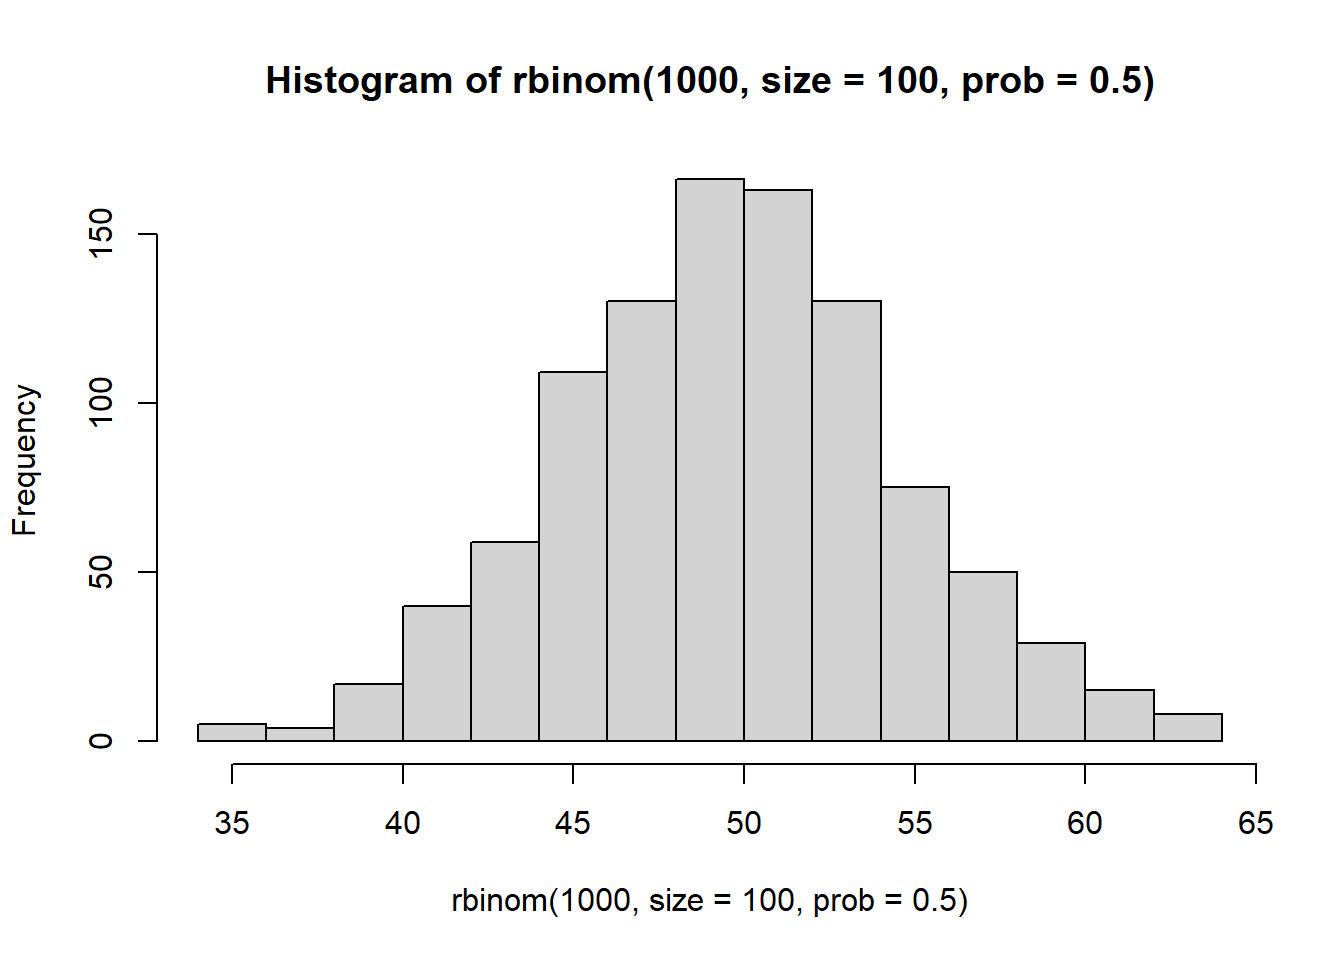 Histogram of rbinom(1000, size = 100, prob = 0.5)
Frequency
150
100
50
0
35 40 45 50 55 60 65
rbinom(1000, size = 100, prob = 0.5)